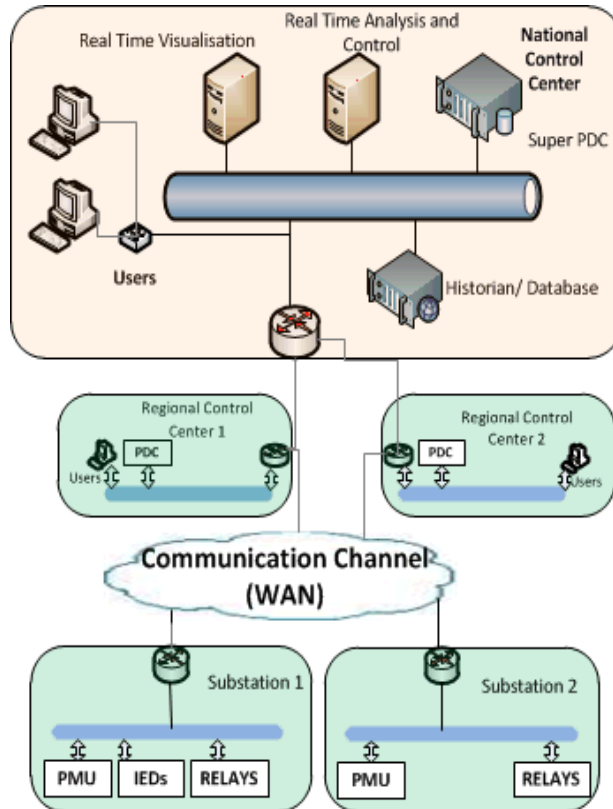 Real Time Visualisation
Real Time Analysis and
Control
National
Control
Center
Super PDC
Users
Historian/ Database
Regional Control
Center 1
PDC
Users
Regional Control
Center 2
PDC
Users
Communication Channel
(WAN)
Substation 1
PMU
IEDs
RELAYS
Substation 2
PMU
RELAYS